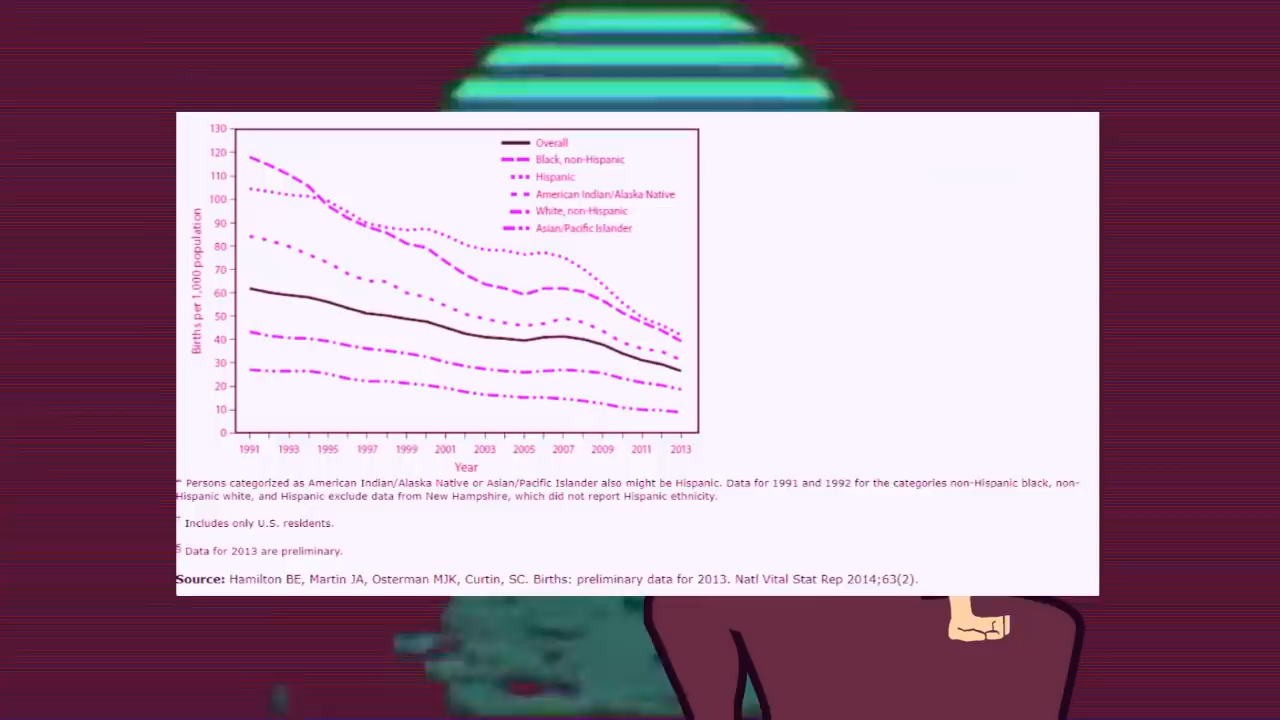 130
120
110
100
90
80
70
60
50
40
30
20
10
0
Births per 1,000 population
Overall
Black, non-Hispanic
Hispanic
American Indian/Alaska Native
White, non-Hispanic
Asian/Pacific Islander
1991 1993 1995 1997 1999 2001 2003 2005 2007 2009 2011 2013
Year
* Persons categorized as American Indian/Alaska Native or Asian/Pacific Islander also might be Hispanic. Data for 1991 and 1992 for the categories non-Hispanic black, non-
Hispanic white, and Hispanic exclude data from New Hampshire, which did not report Hispanic ethnicity.
† Includes only U.S. residents.
§ Data for 2013 are preliminary.
Source: Hamilton BE, Martin JA, Osterman MJK, Curtin, SC. Births: preliminary data for 2013. Natl Vital Stat Rep 2014;63(2).